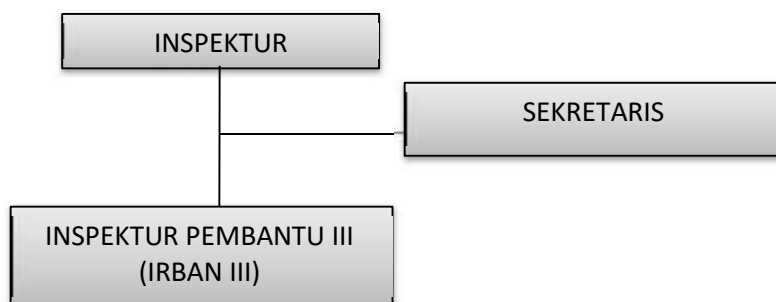 INSPEKTUR
SEKRETARIS
INSPEKTUR PEMBANTU III
(IRBAN III)